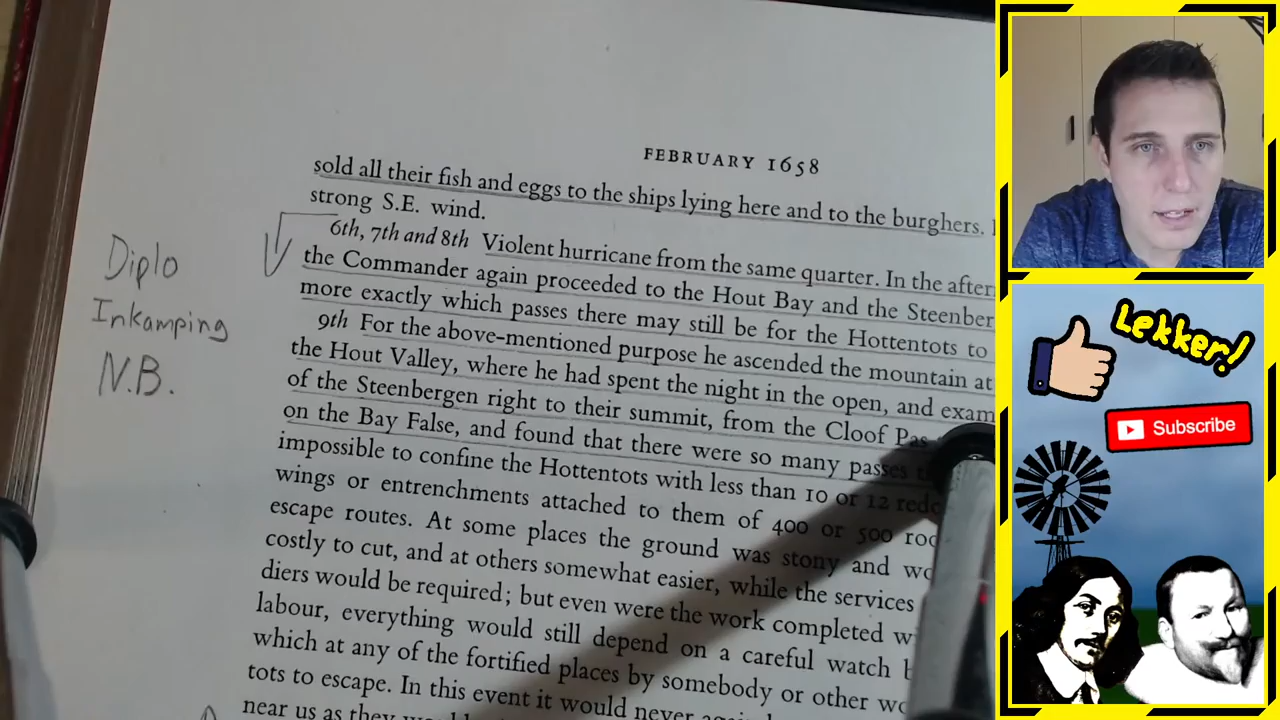 FEBRUARY 1658
sold all their fish and eggs to the ships lying here and to the burghers.
strong S.E. wind.
6th, 7th and 8th Violent hurricane from the same quarter. In the after
the Commander again proceeded to the Hout Bay and the Steenber
more exactly which passes there may still be for the Hottentots to
9th For the above-mentioned purpose he ascended the mountain at
the Hout Valley, where he had spent the night in the open, and exam
of the Steenbergen right to their summit, from the Cloof Pas
on the Bay False, and found that there were so many passes
impossible to confine the Hottentots with less than 10 or 12 redo
wings or entrenchments attached to them of 400 or 500 roo
escape routes. At some places the ground was stony and wo
costly to cut, and at others somewhat easier, while the services
diers would be required; but even were the work completed w
labour, everything would still depend on a careful watch b
which at any of the fortified places by somebody or other wo
tots to escape. In this event it would never again
near us as they would
Diplo
Inkamping
N.B.
Lekker!
Subscribe